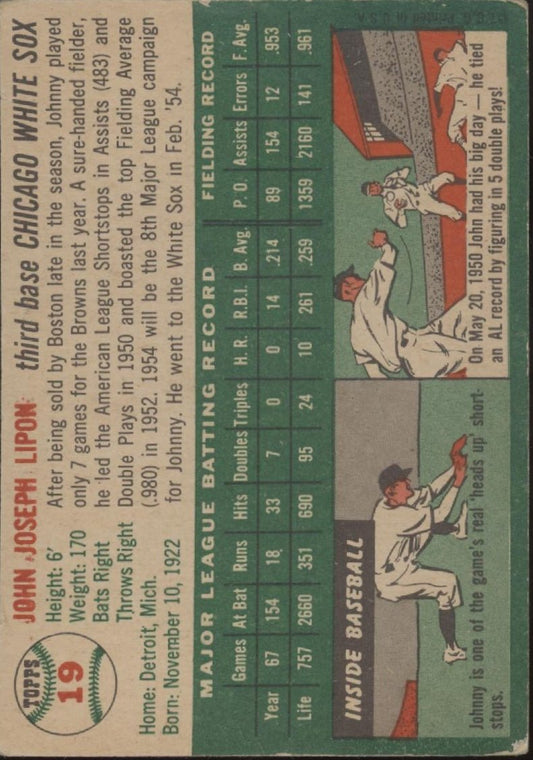 TOPPS
19
JOHN JOSEPH LIPON third base CHICAGO WHITE SOX
Height: 6'
Weight: 170
Bats Right
Throws Right
Home: Detroit, Mich.
Born: November 10, 1922
After being sold by Boston late in the season, Johnny played
only 7 games for the Browns last year. A sure-handed fielder,
he led the American League Shortstops in Assists (483) and
Double Plays in 1950 and boasted the top Fielding Average
(.980) in 1952. 1954 will be the 8th Major League campaign
for Johnny. He went to the White Sox in Feb. '54.
MAJOR LEAGUE BATTING RECORD FIELDING RECORD
Games At Bat Runs Hits Doubles Triples H. R. R.B.I. B. Avg. P. O. Assists Errors F. Avg.
Year 67 154 18 33 7 0 0 14 .214 89 154 12 .953
Life 757 2660 351 690 95 24 10 261 .259 1359 2160 141 .961
INSIDE BASEBALL
Johnny is one of the game's real 'heads up' short-
stops.
On May 20, 1950 John had his big day — he tied
an AL record by figuring in 5 double plays!
T. C. G. Printed in U.S.A.